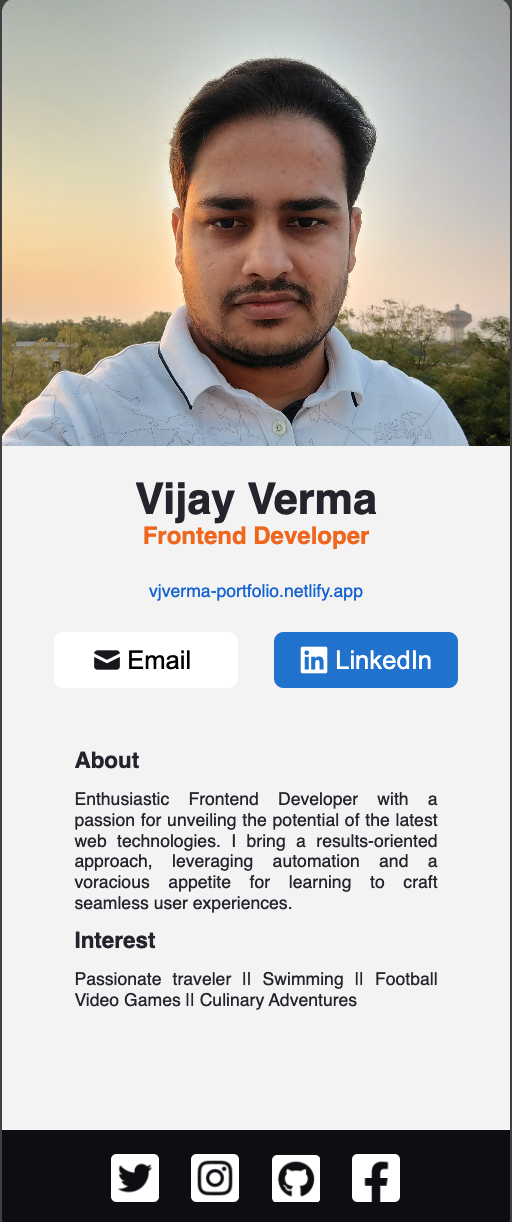 Vijay Verma
Frontend Developer
vjverma-portfolio.netlify.app
Email
in LinkedIn
About
Enthusiastic Frontend Developer with a
passion for unveiling the potential of the latest
web technologies. I bring a results-oriented
approach, leveraging automation and a
voracious appetite for learning to craft
seamless user experiences.
Interest
Passionate traveler || Swimming || Football
Video Games || Culinary Adventures